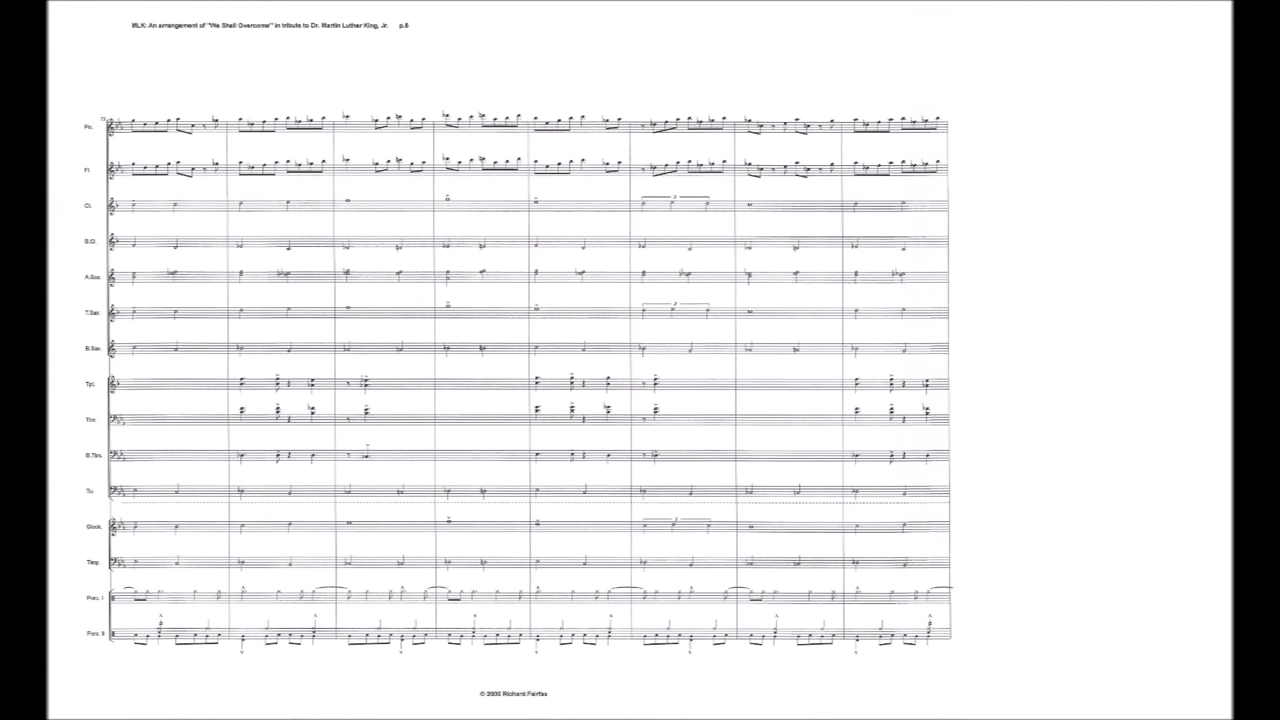 MLK: An arrangement of "We Shall Overcome" in tribute to Dr. Martin Luther King, Jr. p.8
Pic.
Fl.
Cl.
B.Cl.
A.Sax.
T.Sax.
B.Sax.
Tpt.
Tbn.
B.Tbn.
Tu.
Glock.
Timp.
Perc. I
Perc. II
© 2000 Richard Fairfax